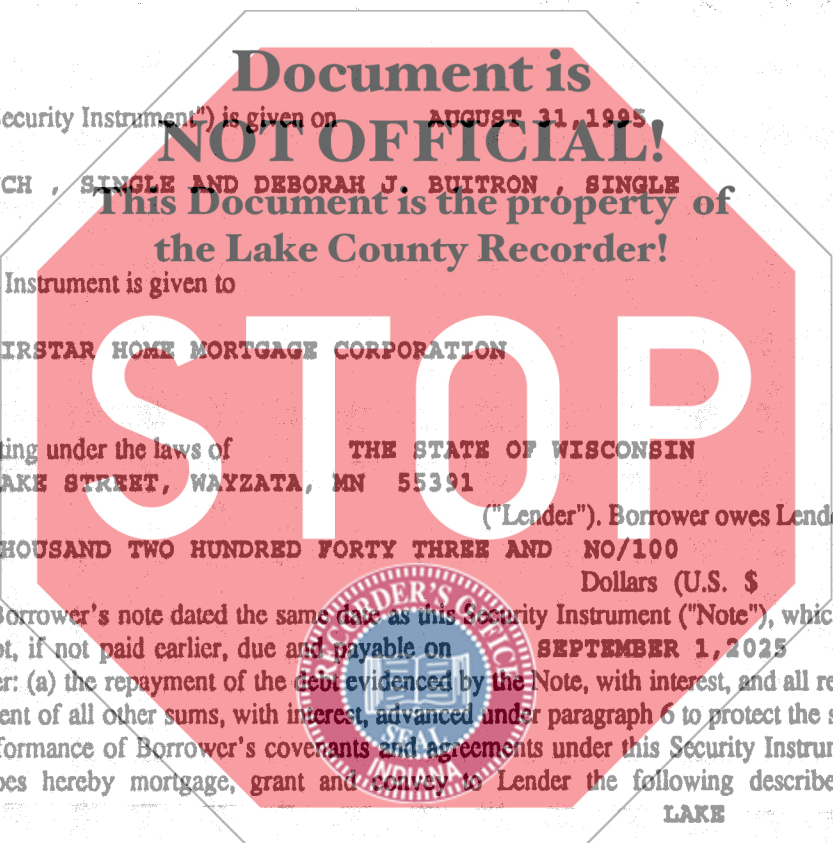 Document is
ecurity Instrument") is given on AUGUST 31,1995
NOT OFFICIAL!
CH , SINGLE AND DEBORAH J. BUITRON , SINGLE
This Document is the property of
the Lake County Recorder!
Instrument is given to
IRSTAR HOME MORTGAGE CORPORATION
STOP
ting under the laws of THE STATE OF WISCONSIN
AKE STREET, WAYZATA, MN 55391
("Lender"). Borrower owes Lende
HOUSAND TWO HUNDRED FORTY THREE AND NO/100
Dollars (U.S. $
Borrower's note dated the same date as this Security Instrument ("Note"), whic
ot, if not paid earlier, due and payable on SEPTEMBER 1,2025
er: (a) the repayment of the debt evidenced by the Note, with interest, and all re
ent of all other sums, with interest, advanced under paragraph 6 to protect the s
formance of Borrower's covenants and agreements under this Security Instrum
oes hereby mortgage, grant and convey to Lender the following describe
LAKE
RECORDER'S OFFICE
SEAL
INDIANA